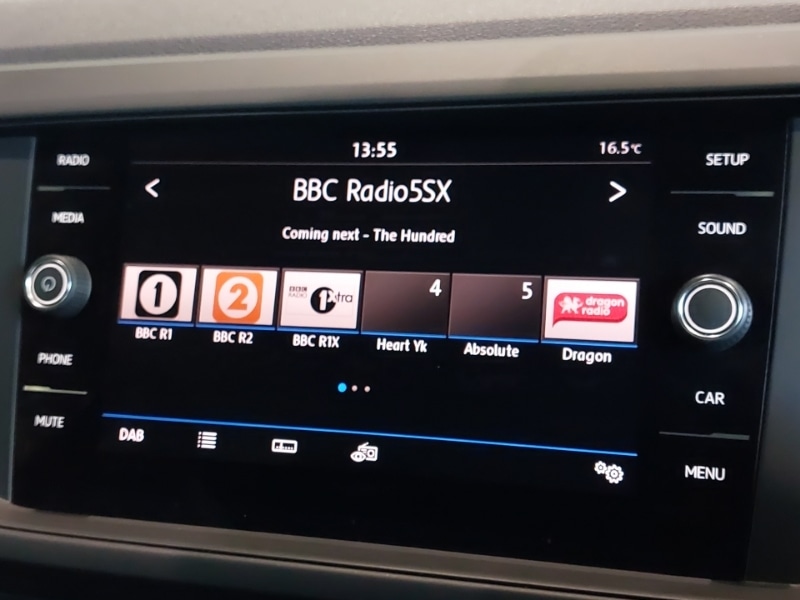 13:55
16.5°C
RADIO
MEDIA
PHONE
MUTE
< BBC Radio5SX >
Coming next - The Hundred
1
2
BBC RADIO 1Xtra
4
5
dragon radio
BBC R1
BBC R2
BBC R1X
Heart Yk
Absolute
Dragon
DAB
SETUP
SOUND
CAR
MENU